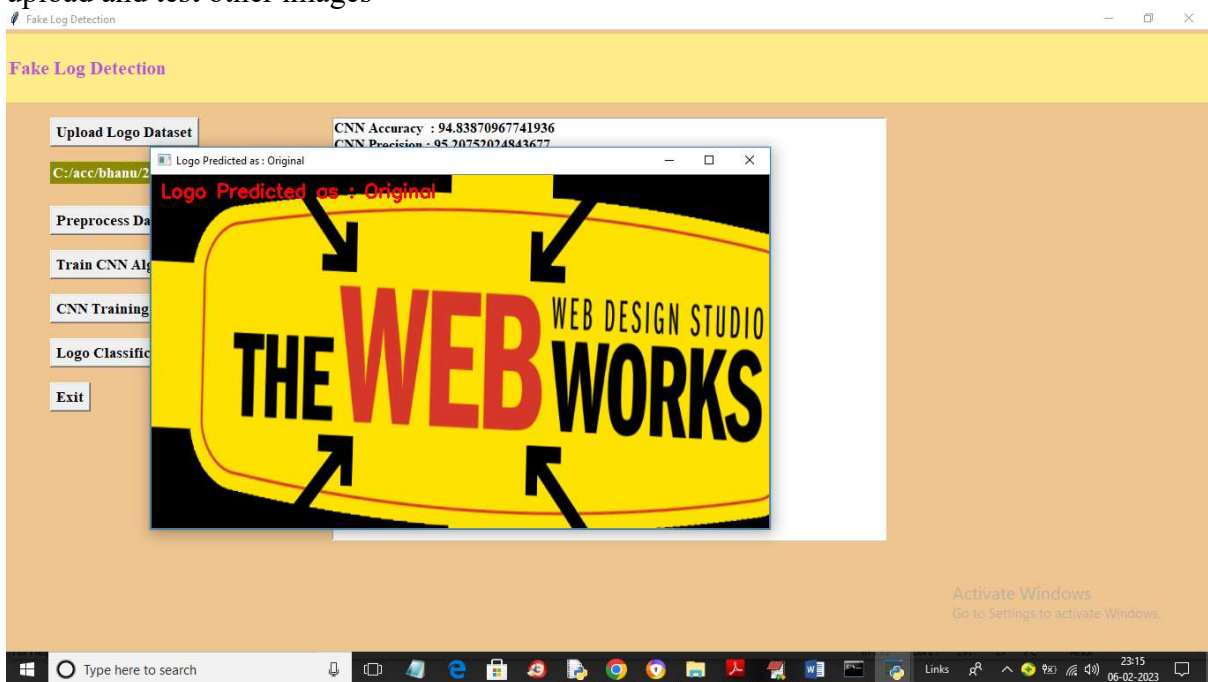 upload and test other images
Fake Log Detection
Fake Log Detection
Upload Logo Dataset
CNN Accuracy : 94.83870967741936
CNN Precision : 95.20752024843677
C:/acc/bhanu/2
Logo Predicted as : Original
Logo Predicted as : Original
Preprocess Da
Train CNN Alg
CNN Training
Logo Classific
Exit
WEB DESIGN STUDIO
THE WEB WORKS
Activate Windows
Go to Settings to activate Windows.
Type here to search
Links
23:15
06-02-2023